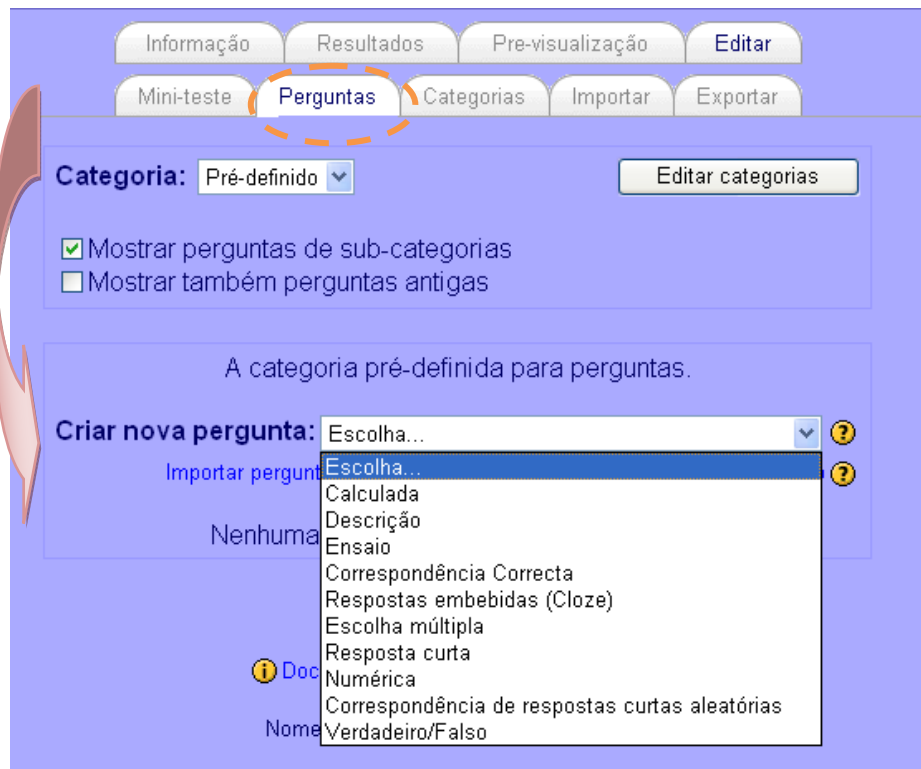 Informação Resultados Pre-visualização Editar
Mini-teste Perguntas Categorias Importar Exportar
Categoria: Pré-definido Editar categorias
Mostrar perguntas de sub-categorias
Mostrar também perguntas antigas
A categoria pré-definida para perguntas.
Criar nova pergunta: Escolha...
Importar pergunt
Escolha...
Calculada
Descrição
Nenhuma
Ensaio
Correspondência Correcta
Respostas embebidas (Cloze)
Escolha múltipla
Resposta curta
Doc
Numérica
Correspondência de respostas curtas aleatórias
Nome
Verdadeiro/Falso